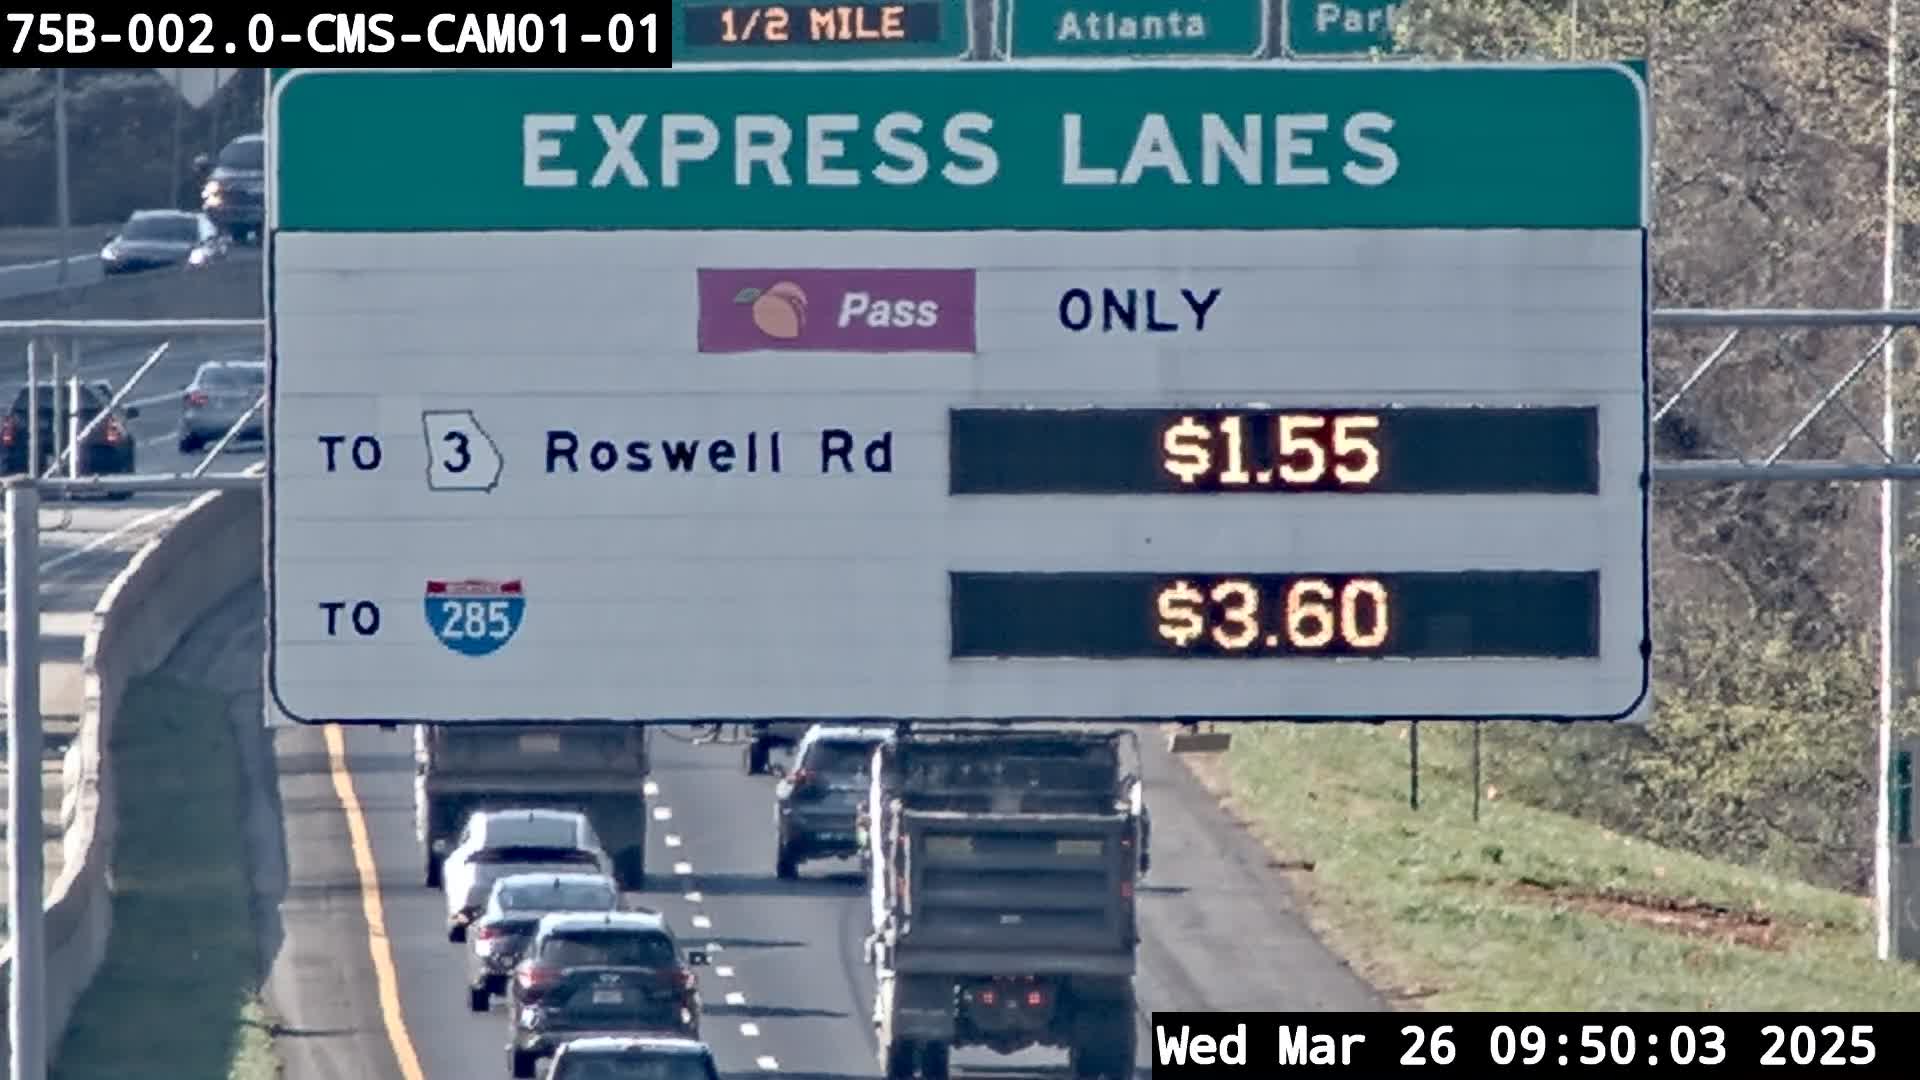 75B-002.0-CMS-CAM01-01
1/2 MILE
Atlanta
EXPRESS LANES
Pass ONLY
TO 3 Roswell Rd $1.55
TO 285 $3.60
Wed Mar 26 09:50:03 2025